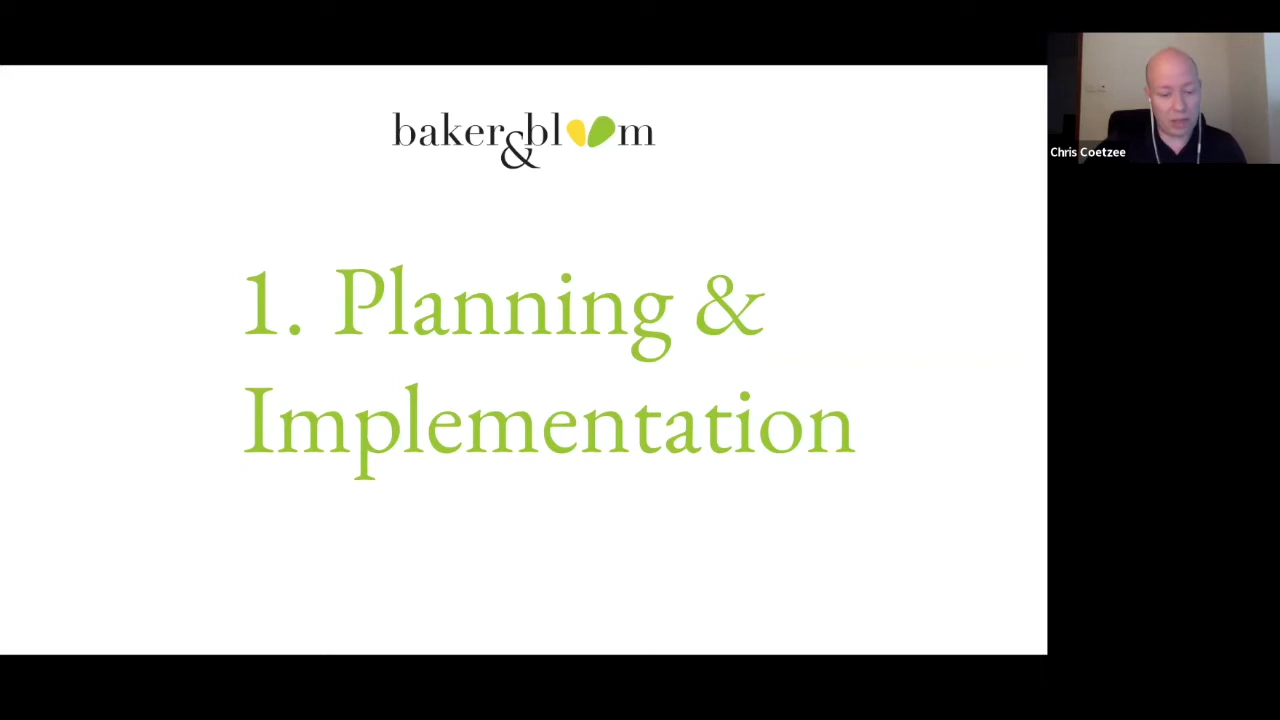 baker&bloom
1. Planning &
Implementation
Chris Coetzee